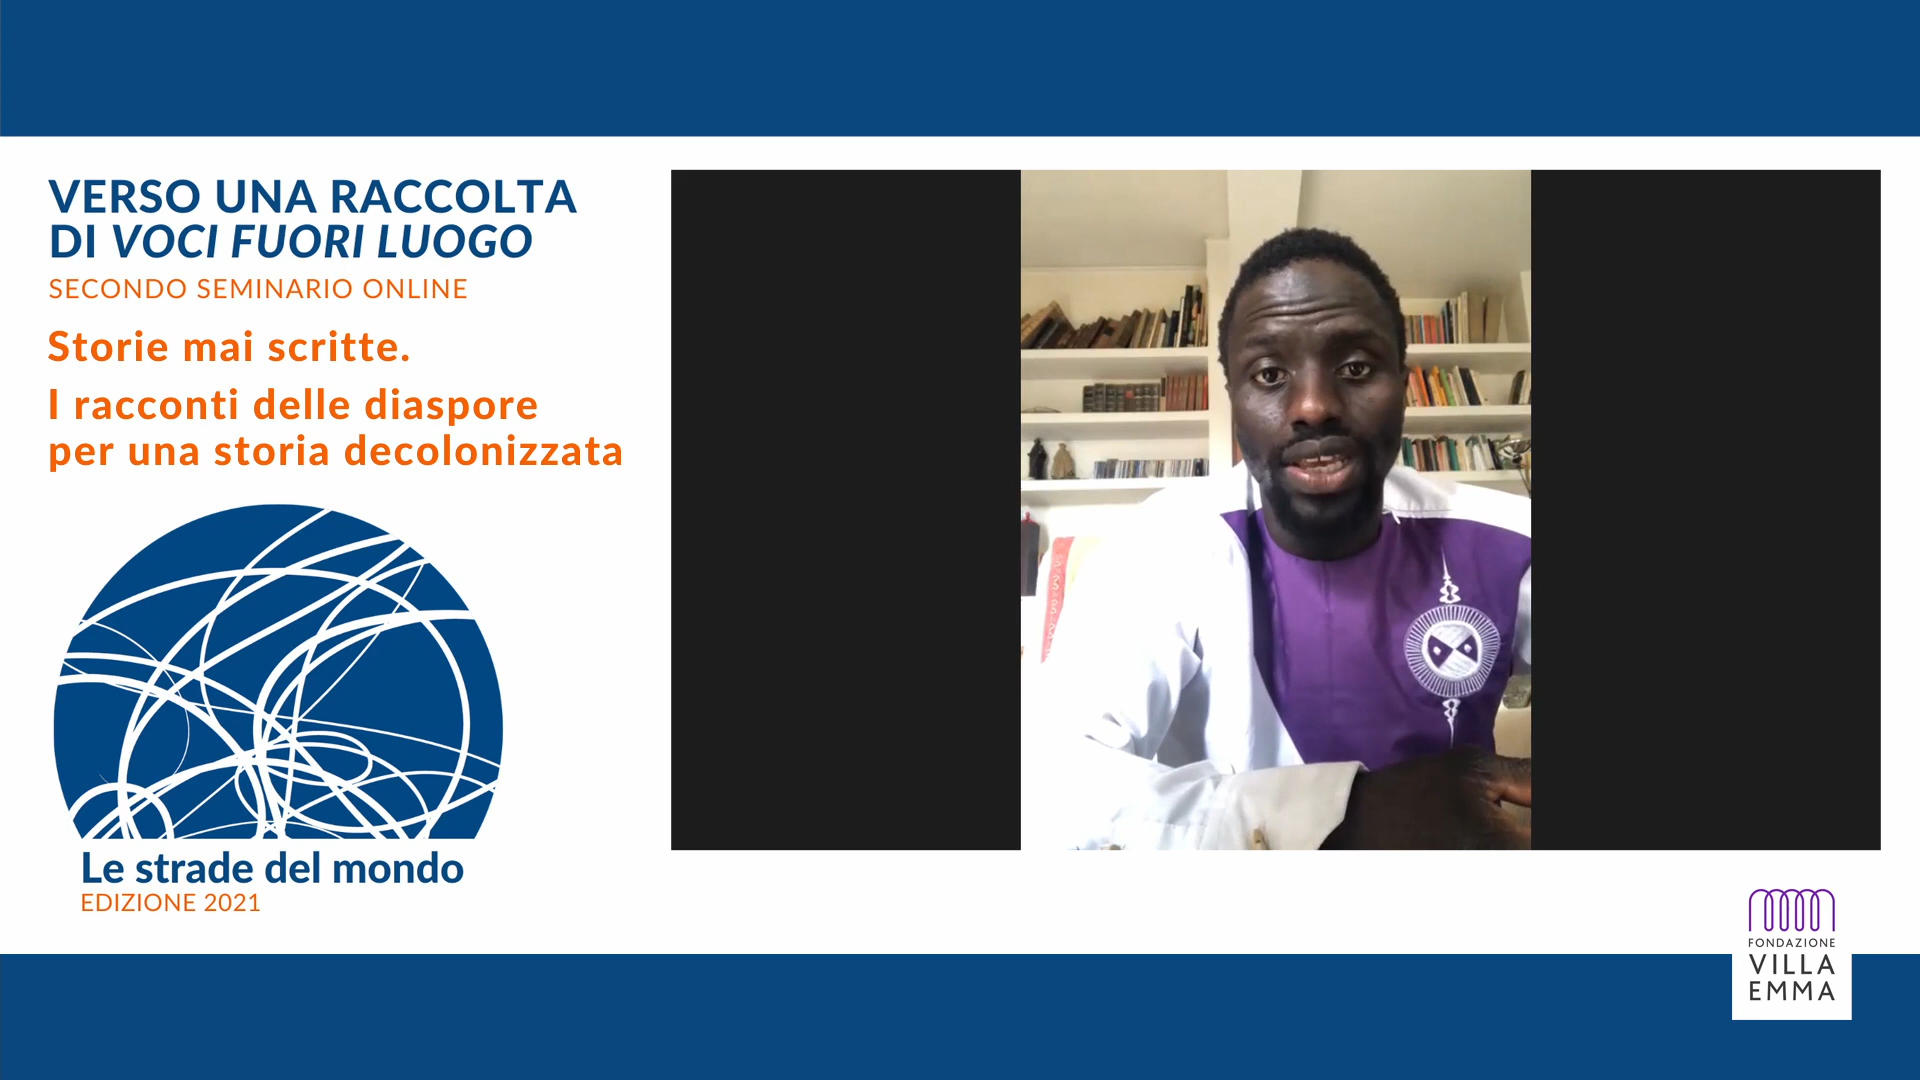 VERSO UNA RACCOLTA
DI VOCI FUORI LUOGO
SECONDO SEMINARIO ONLINE
Storie mai scritte.
I racconti delle diaspore
per una storia decolonizzata
Le strade del mondo
EDIZIONE 2021
FONDAZIONE
VILLA
EMMA